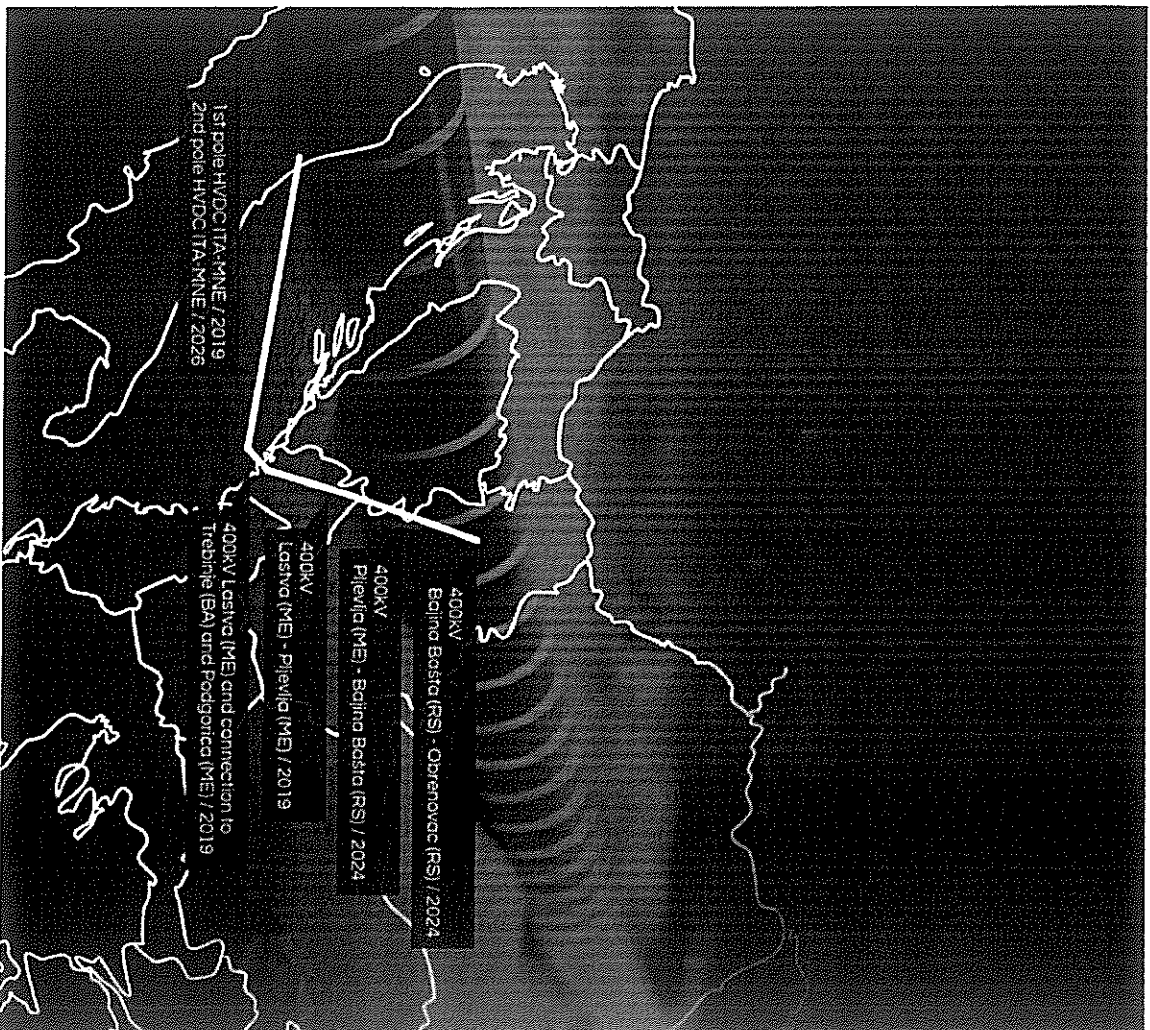 1st pole HVDC ITA-MNE / 2019
2nd pole HVDC ITA-MNE / 2026
400kV
Bajina Bašta (RS) - Obrenovac (RS) / 2024
400kV
Pljevlja (ME) - Bajina Bašta (RS) / 2024
400kV
Lastva (ME) - Pljevlja (ME) / 2019
400kV Lastva (ME) and connection to
Trebinje (BA) and Podgorica (ME) / 2019